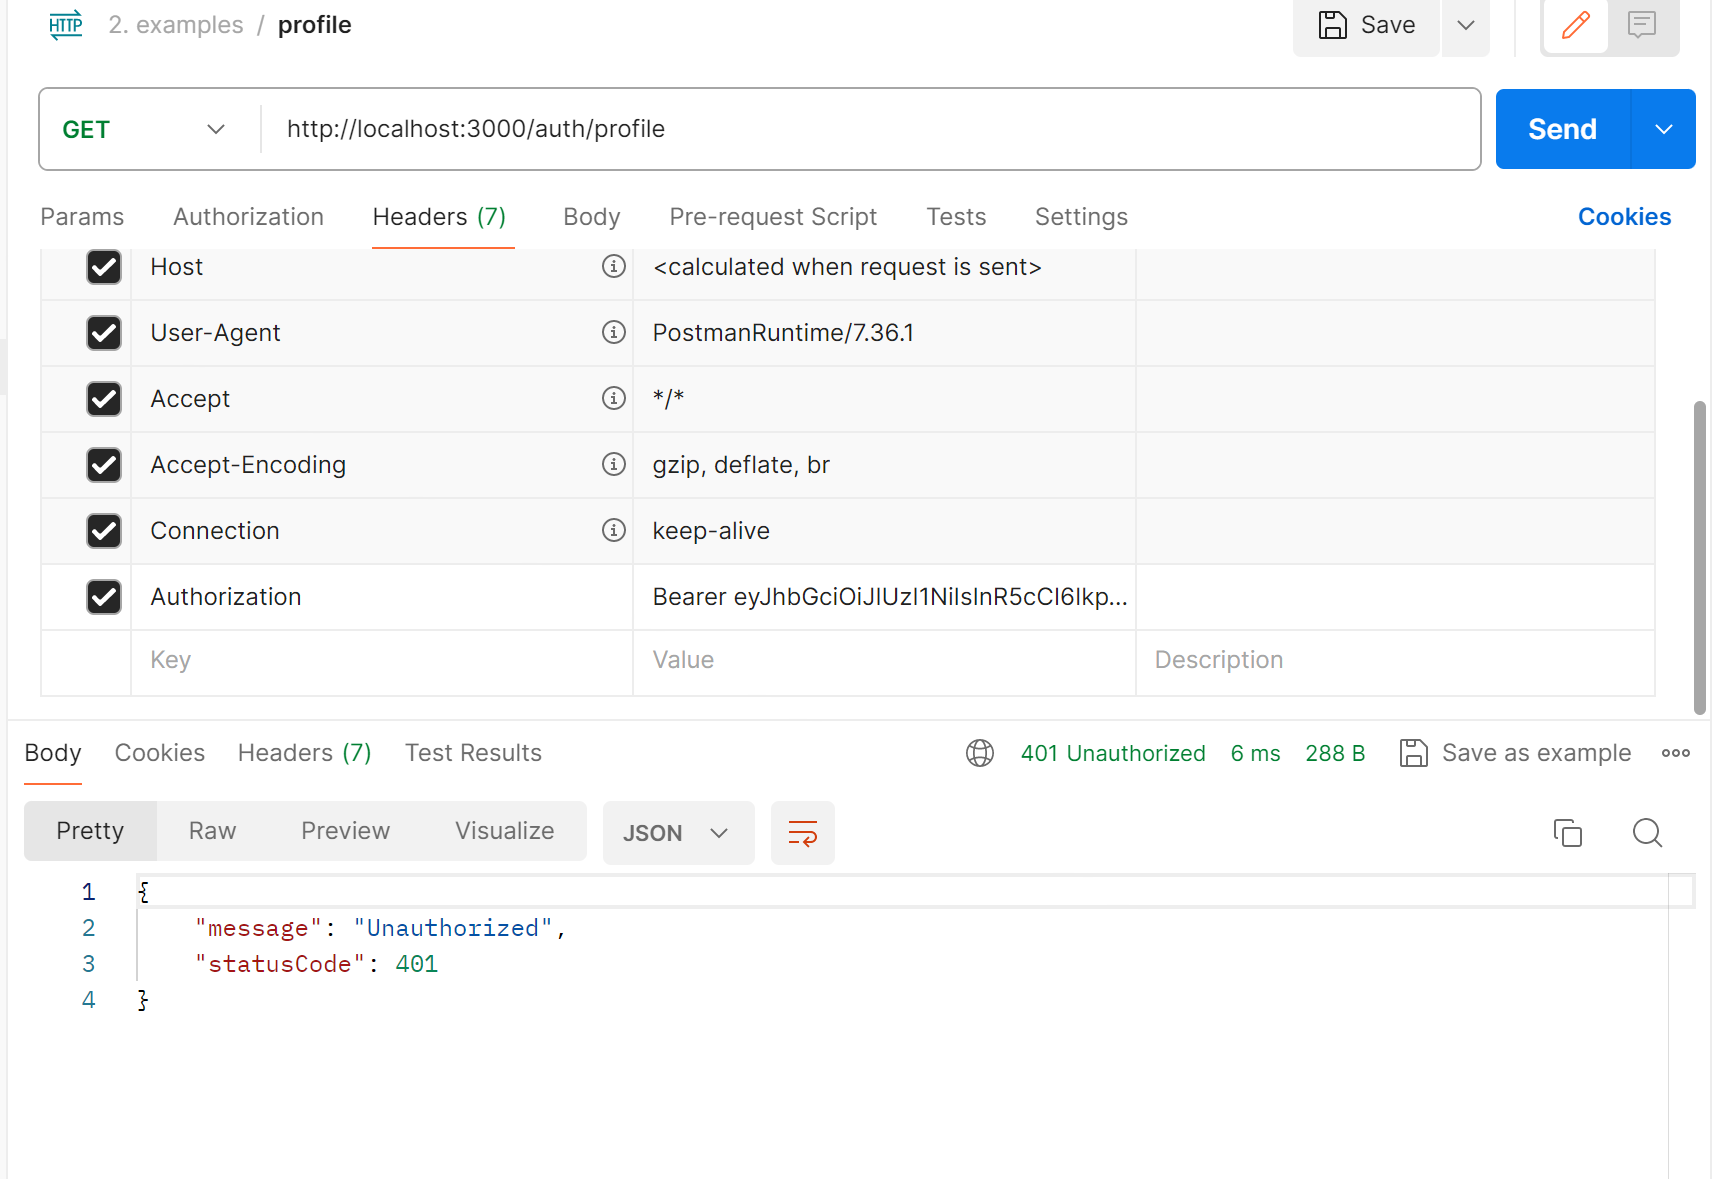 HTTP 2. examples / profile Save
GET http://localhost:3000/auth/profile Send
Params Authorization Headers (7) Body Pre-request Script Tests Settings Cookies
Host <calculated when request is sent>
User-Agent PostmanRuntime/7.36.1
Accept */*
Accept-Encoding gzip, deflate, br
Connection keep-alive
Authorization Bearer eyJhbGciOiJIUzI1NiIsInR5cCI6Ikp...
Key Value Description
Body Cookies Headers (7) Test Results 401 Unauthorized 6 ms 288 B Save as example
Pretty Raw Preview Visualize JSON
1 {
2 "message": "Unauthorized",
3 "statusCode": 401
4 }